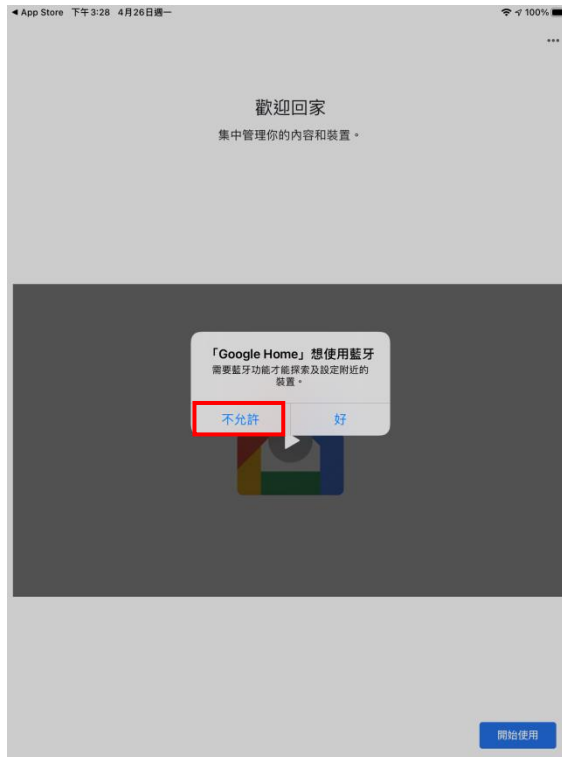 ◀ App Store 下午3:28 4月26日週一 100%
•••
歡迎回家
集中管理你的內容和裝置。
「Google Home」想使用藍牙
需要藍牙功能才能探索及設定附近的
裝置。
不允許 好
開始使用